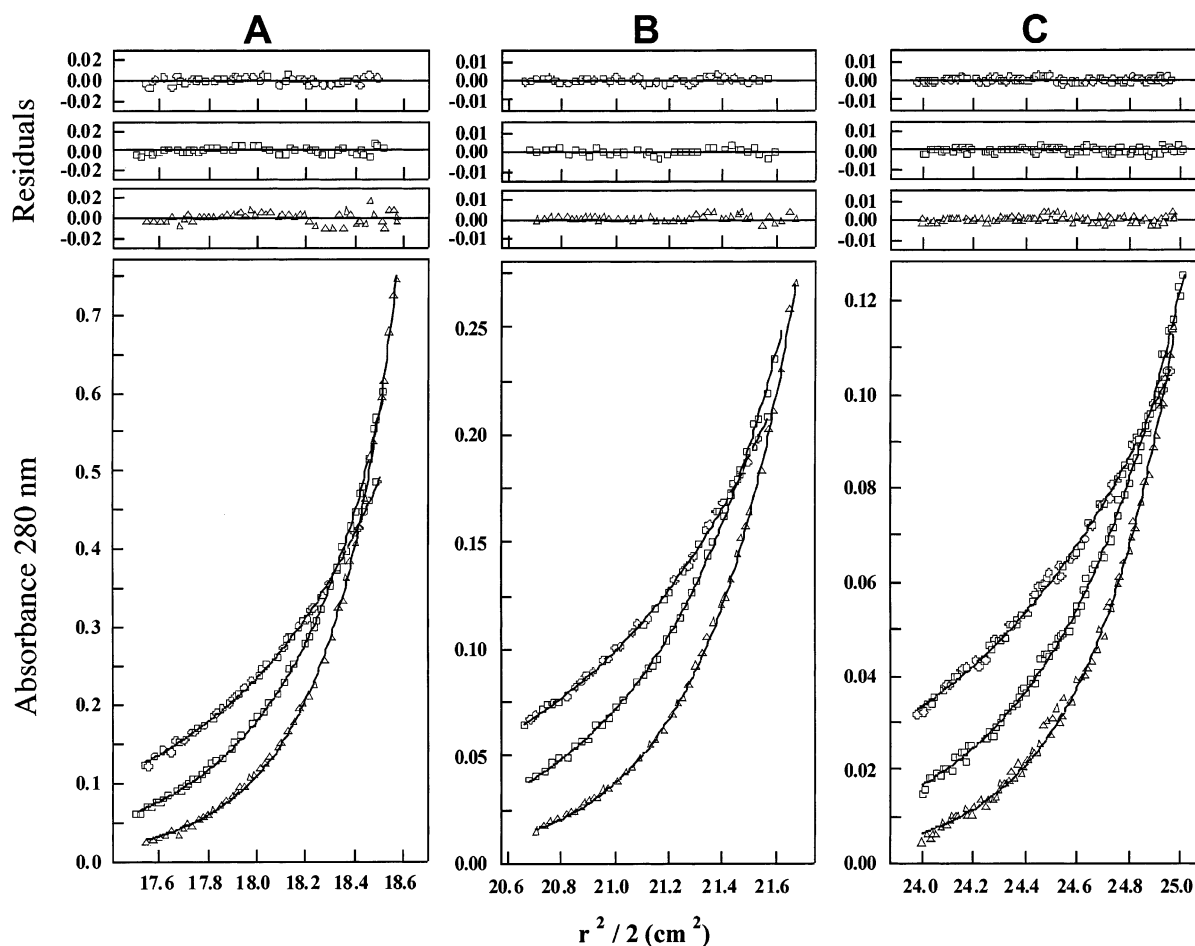 A B C
0.02 0.01 0.01
0.00 0.00 0.00
-0.02 -0.01 -0.01
0.02 0.01 0.01
0.00 0.00 0.00
-0.02 -0.01 -0.01
0.02 0.01 0.01
0.00 0.00 0.00
-0.02 -0.01 -0.01
Residuals
0.7
0.6
0.5
0.4
0.3
0.2
0.1
0.0
0.25
0.20
0.15
0.10
0.05
0.00
0.12
0.10
0.08
0.06
0.04
0.02
0.00
Absorbance 280 nm
17.6 17.8 18.0 18.2 18.4 18.6
20.6 20.8 21.0 21.2 21.4 21.6
24.0 24.2 24.4 24.6 24.8 25.0
r 2 / 2 (cm 2 )